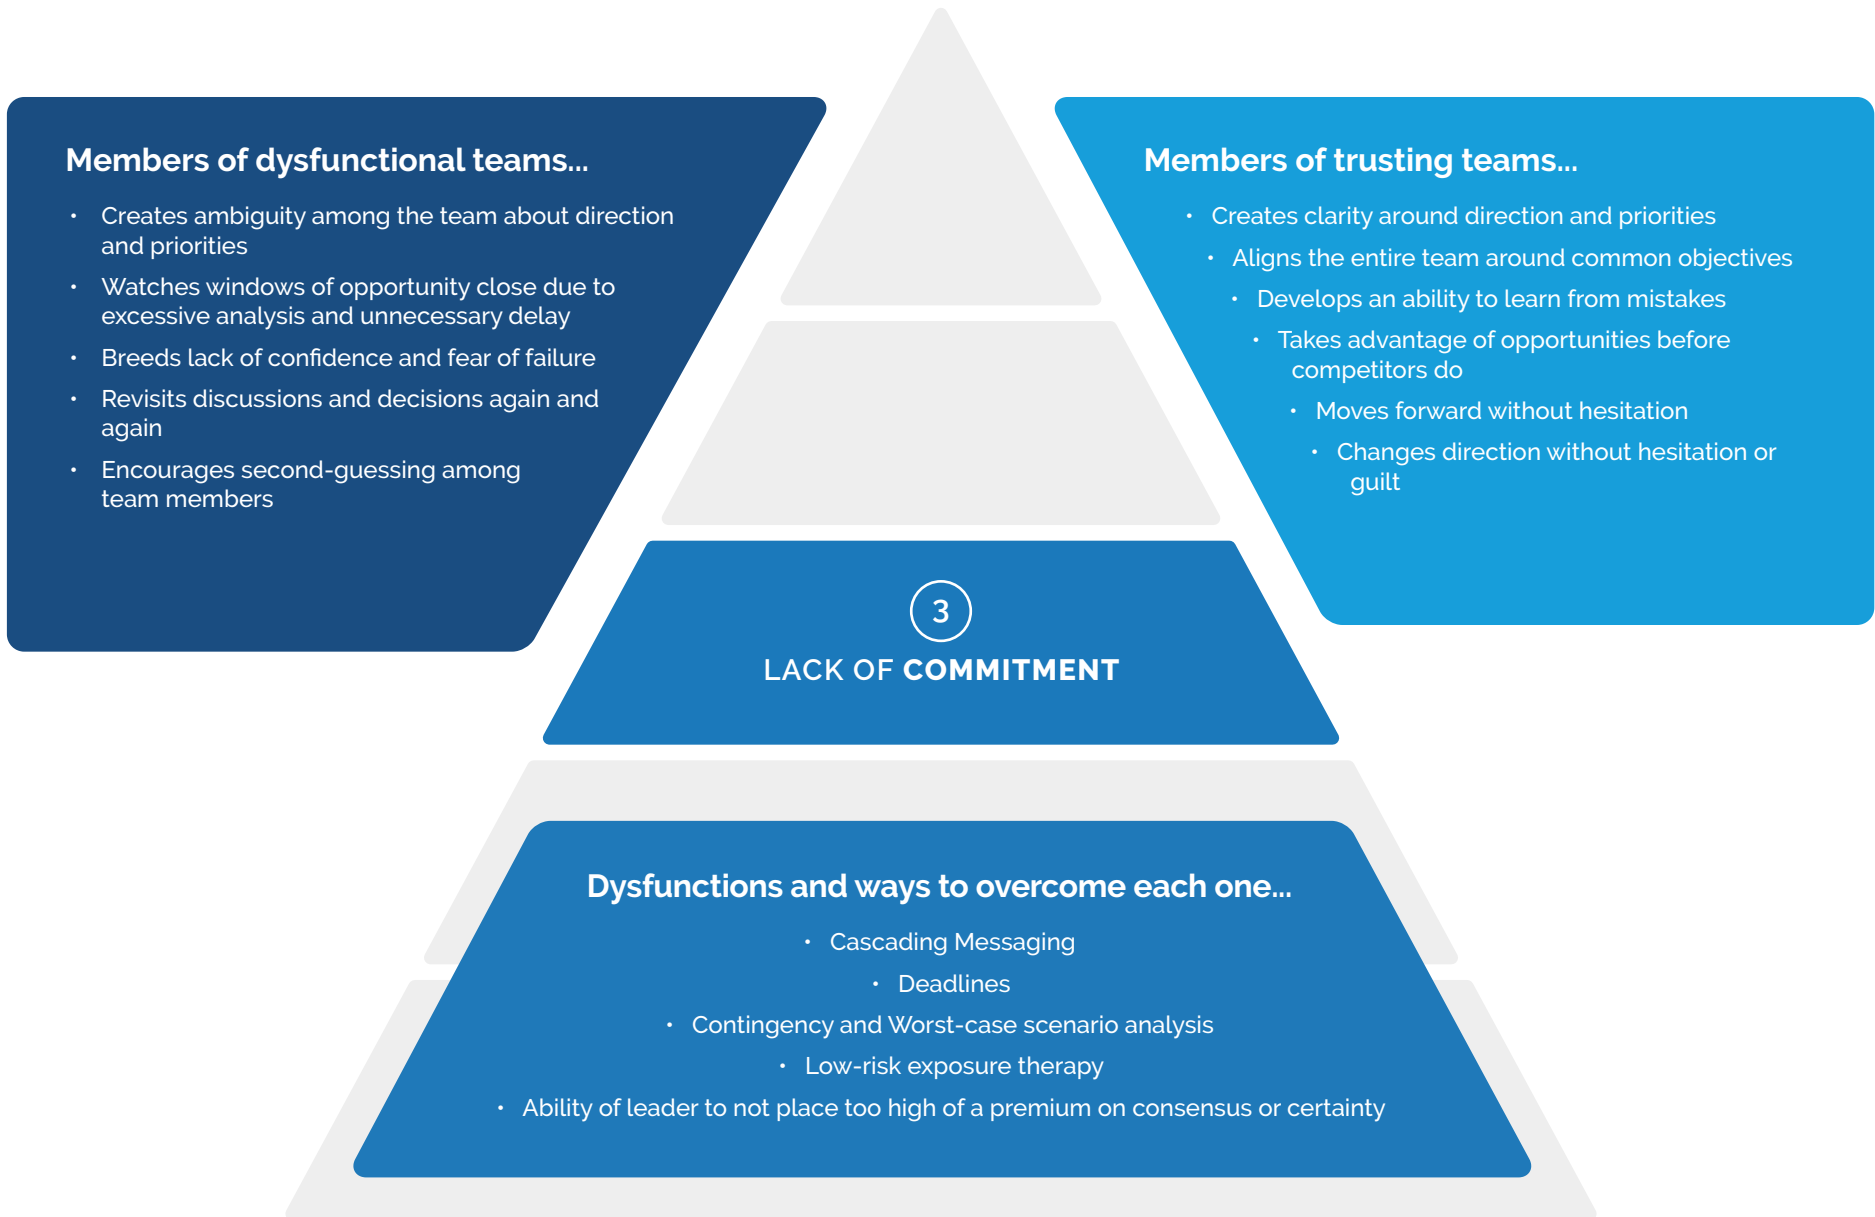 Members of dysfunctional teams...
• Creates ambiguity among the team about direction
and priorities
• Watches windows of opportunity close due to
excessive analysis and unnecessary delay
• Breeds lack of confidence and fear of failure
• Revisits discussions and decisions again and
again
• Encourages second-guessing among
team members
Members of trusting teams...
• Creates clarity around direction and priorities
• Aligns the entire team around common objectives
• Develops an ability to learn from mistakes
• Takes advantage of opportunities before
competitors do
• Moves forward without hesitation
• Changes direction without hesitation or
guilt
3
LACK OF COMMITMENT
Dysfunctions and ways to overcome each one...
• Cascading Messaging
• Deadlines
• Contingency and Worst-case scenario analysis
• Low-risk exposure therapy
• Ability of leader to not place too high of a premium on consensus or certainty